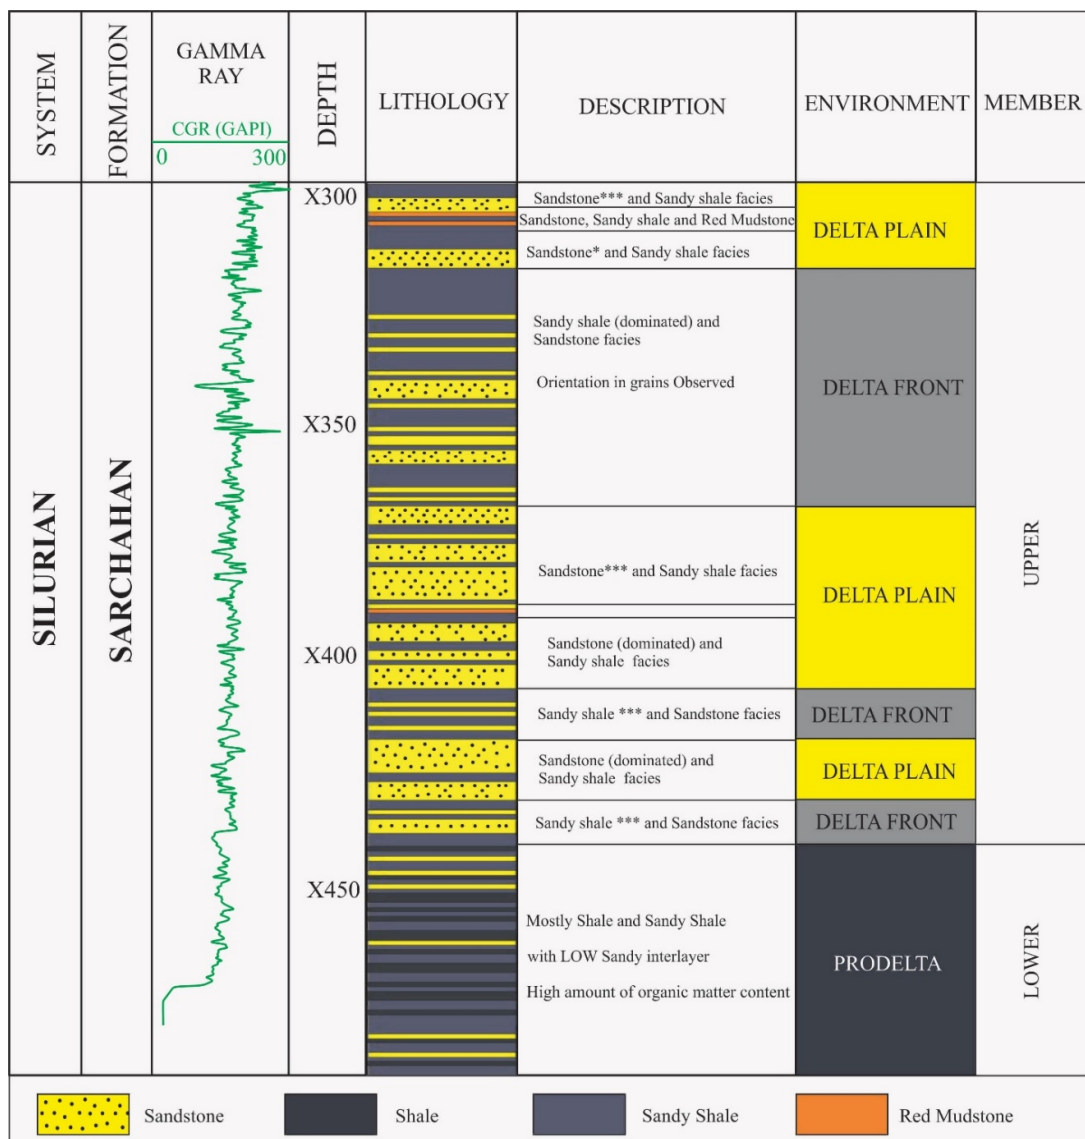 SYSTEM
FORMATION
GAMMA
RAY
CGR (GAPI)
0 300
DEPTH
LITHOLOGY
DESCRIPTION
ENVIRONMENT
MEMBER
SILURIAN
SARCHAHAN
X300
X350
X400
X450
Sandstone*** and Sandy shale facies
Sandstone, Sandy shale and Red Mudstone
Sandstone* and Sandy shale facies
Sandy shale (dominated) and
Sandstone facies
Orientation in grains Observed
Sandstone*** and Sandy shale facies
Sandstone (dominated) and
Sandy shale facies
Sandy shale *** and Sandstone facies
Sandstone (dominated) and
Sandy shale facies
Sandy shale *** and Sandstone facies
Mostly Shale and Sandy Shale
with LOW Sandy interlayer
High amount of organic matter content
DELTA PLAIN
DELTA FRONT
DELTA PLAIN
DELTA FRONT
DELTA PLAIN
DELTA FRONT
PRODELTA
UPPER
LOWER
Sandstone
Shale
Sandy Shale
Red Mudstone